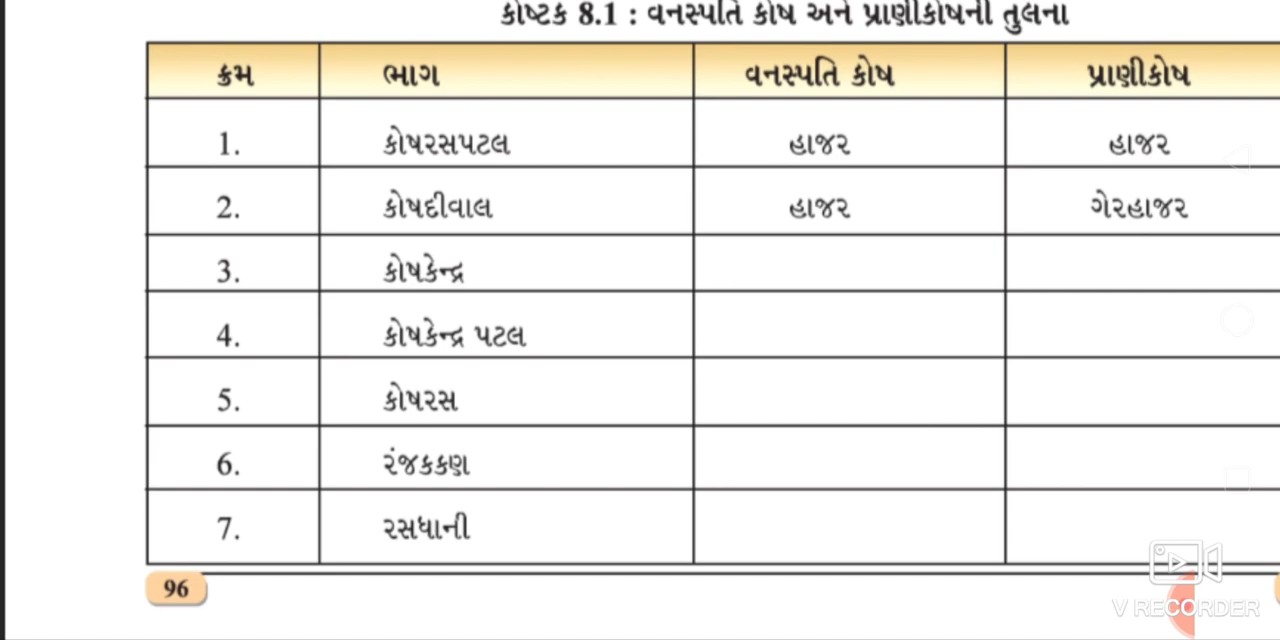 કોષ્ટક 8.1 : વનસ્પતિ કોષ અને પ્રાણીકોષની તુલના
ક્રમ ભાગ વનસ્પતિ કોષ પ્રાણીકોષ
1. કોષરસપટલ હાજર હાજર
2. કોષદીવાલ હાજર ગેરહાજર
3. કોષકેન્દ્ર
4. કોષકેન્દ્ર પટલ
5. કોષરસ
6. રંજકકણ
7. રસધાની
96
V RECORDER